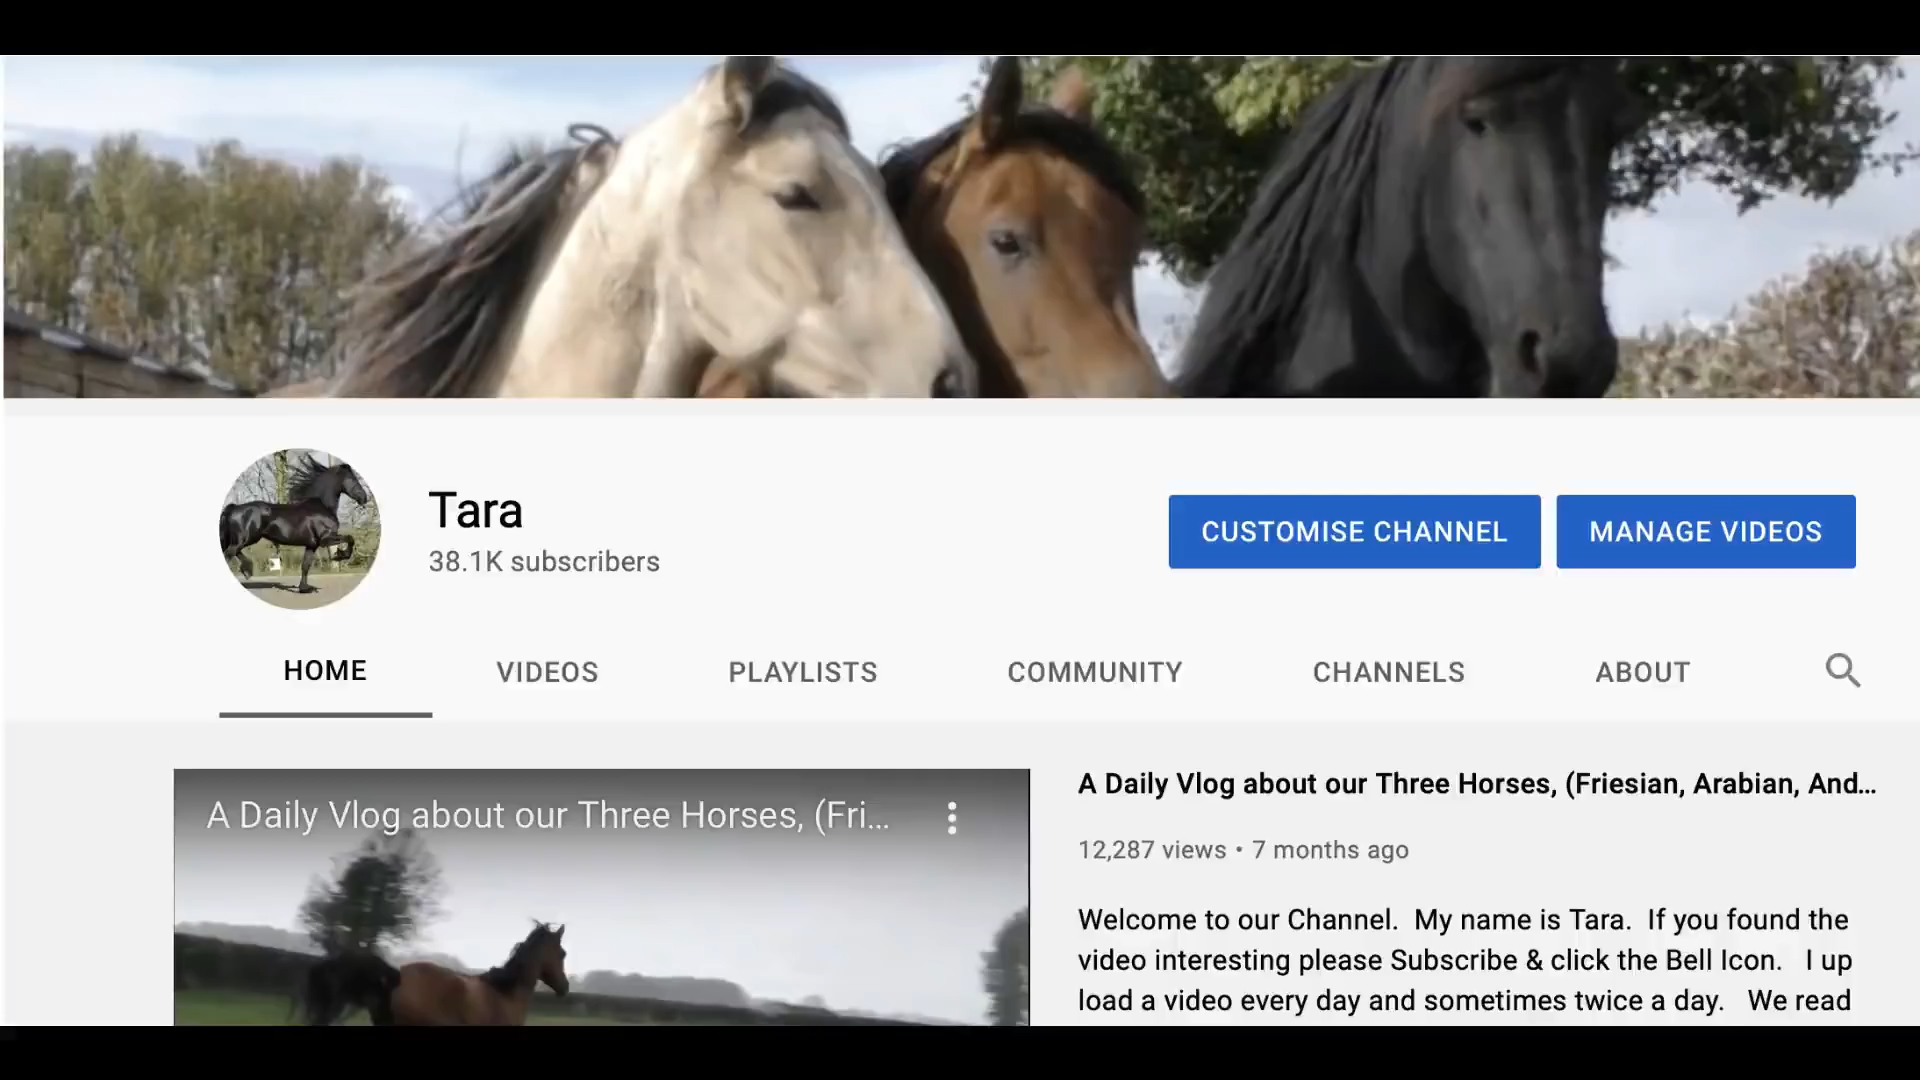 Tara
38.1K subscribers
CUSTOMISE CHANNEL
MANAGE VIDEOS
HOME
VIDEOS
PLAYLISTS
COMMUNITY
CHANNELS
ABOUT
A Daily Vlog about our Three Horses, (Fri...
A Daily Vlog about our Three Horses, (Friesian, Arabian, And...
12,287 views • 7 months ago
Welcome to our Channel.  My name is Tara.  If you found the
video interesting please Subscribe & click the Bell Icon.   I up
load a video every day and sometimes twice a day.   We read